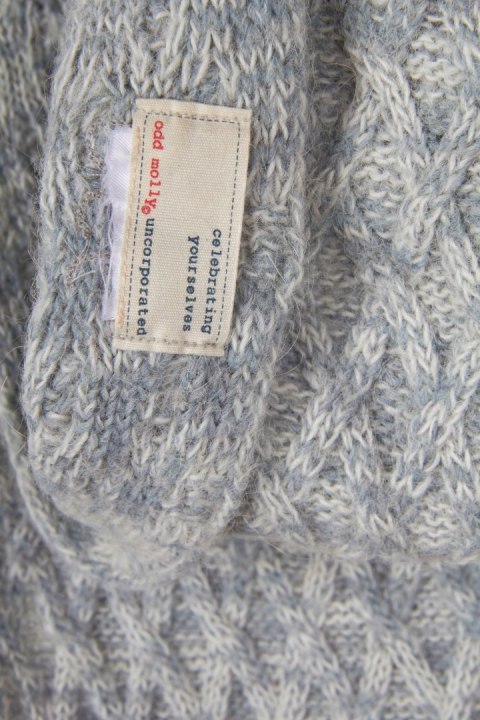 celebrating
yourselves
odd molly uncorporated